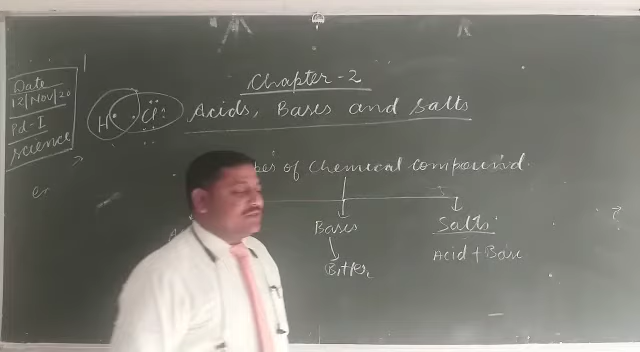 Date
12/Nov/20
Pd-I
Science
Chapter-2
H Cl
Acids, Bases and Salts
of Chemical compound.
Bases
Salts
Bitter
Acid + Base